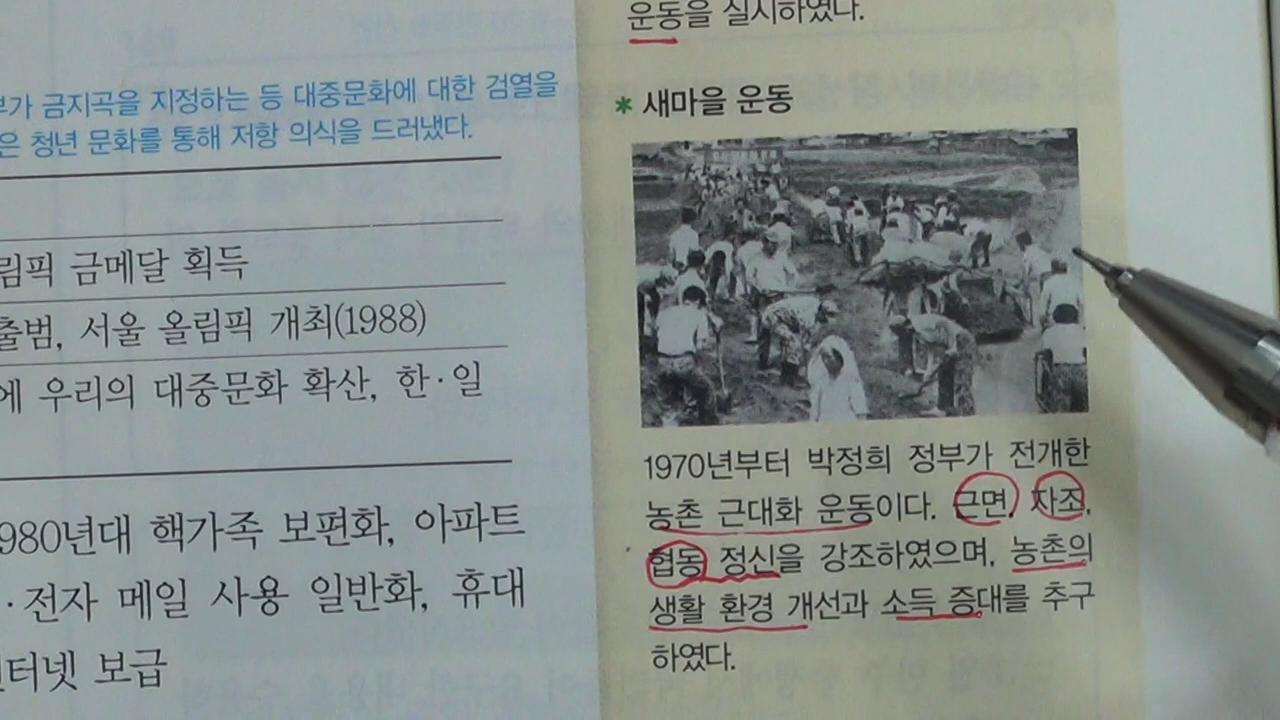 가 금지곡을 지정하는 등 대중문화에 대한 검열을
은 청년 문화를 통해 저항 의식을 드러냈다.
림픽 금메달 획득
출범, 서울 올림픽 개최(1988)
에 우리의 대중문화 확산, 한·일
980년대 핵가족 보편화, 아파트
·전자 메일 사용 일반화, 휴대
터넷 보급
운동을 실시하였다.
* 새마을 운동
1970년부터 박정희 정부가 전개한
농촌 근대화 운동이다. 근면, 자조,
협동 정신을 강조하였으며, 농촌의
생활 환경 개선과 소득 증대를 추구
하였다.